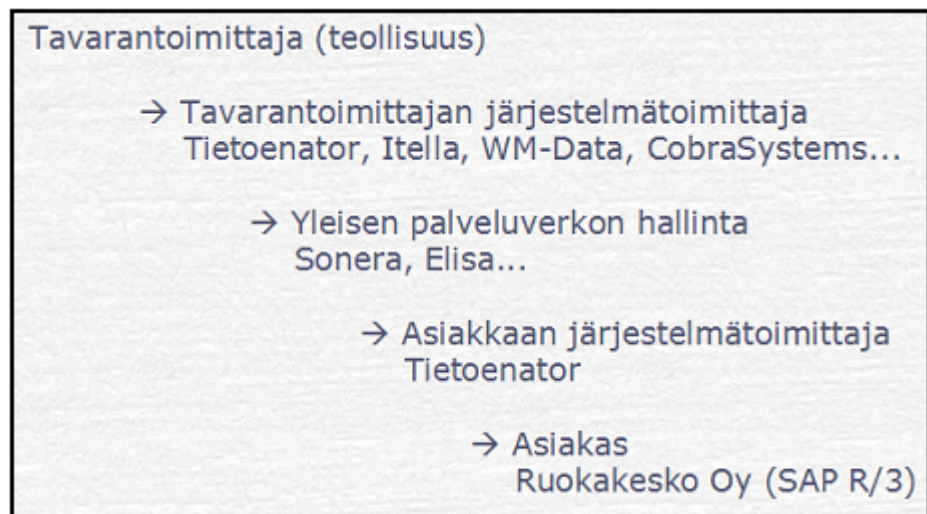 Tavarantoimittaja (teollisuus)
→ Tavarantoimittajan järjestelmätoimittaja
Tietoenator, Itella, WM-Data, CobraSystems...
→ Yleisen palveluverkon hallinta
Sonera, Elisa...
→ Asiakkaan järjestelmätoimittaja
Tietoenator
→ Asiakas
Ruokakesko Oy (SAP R/3)